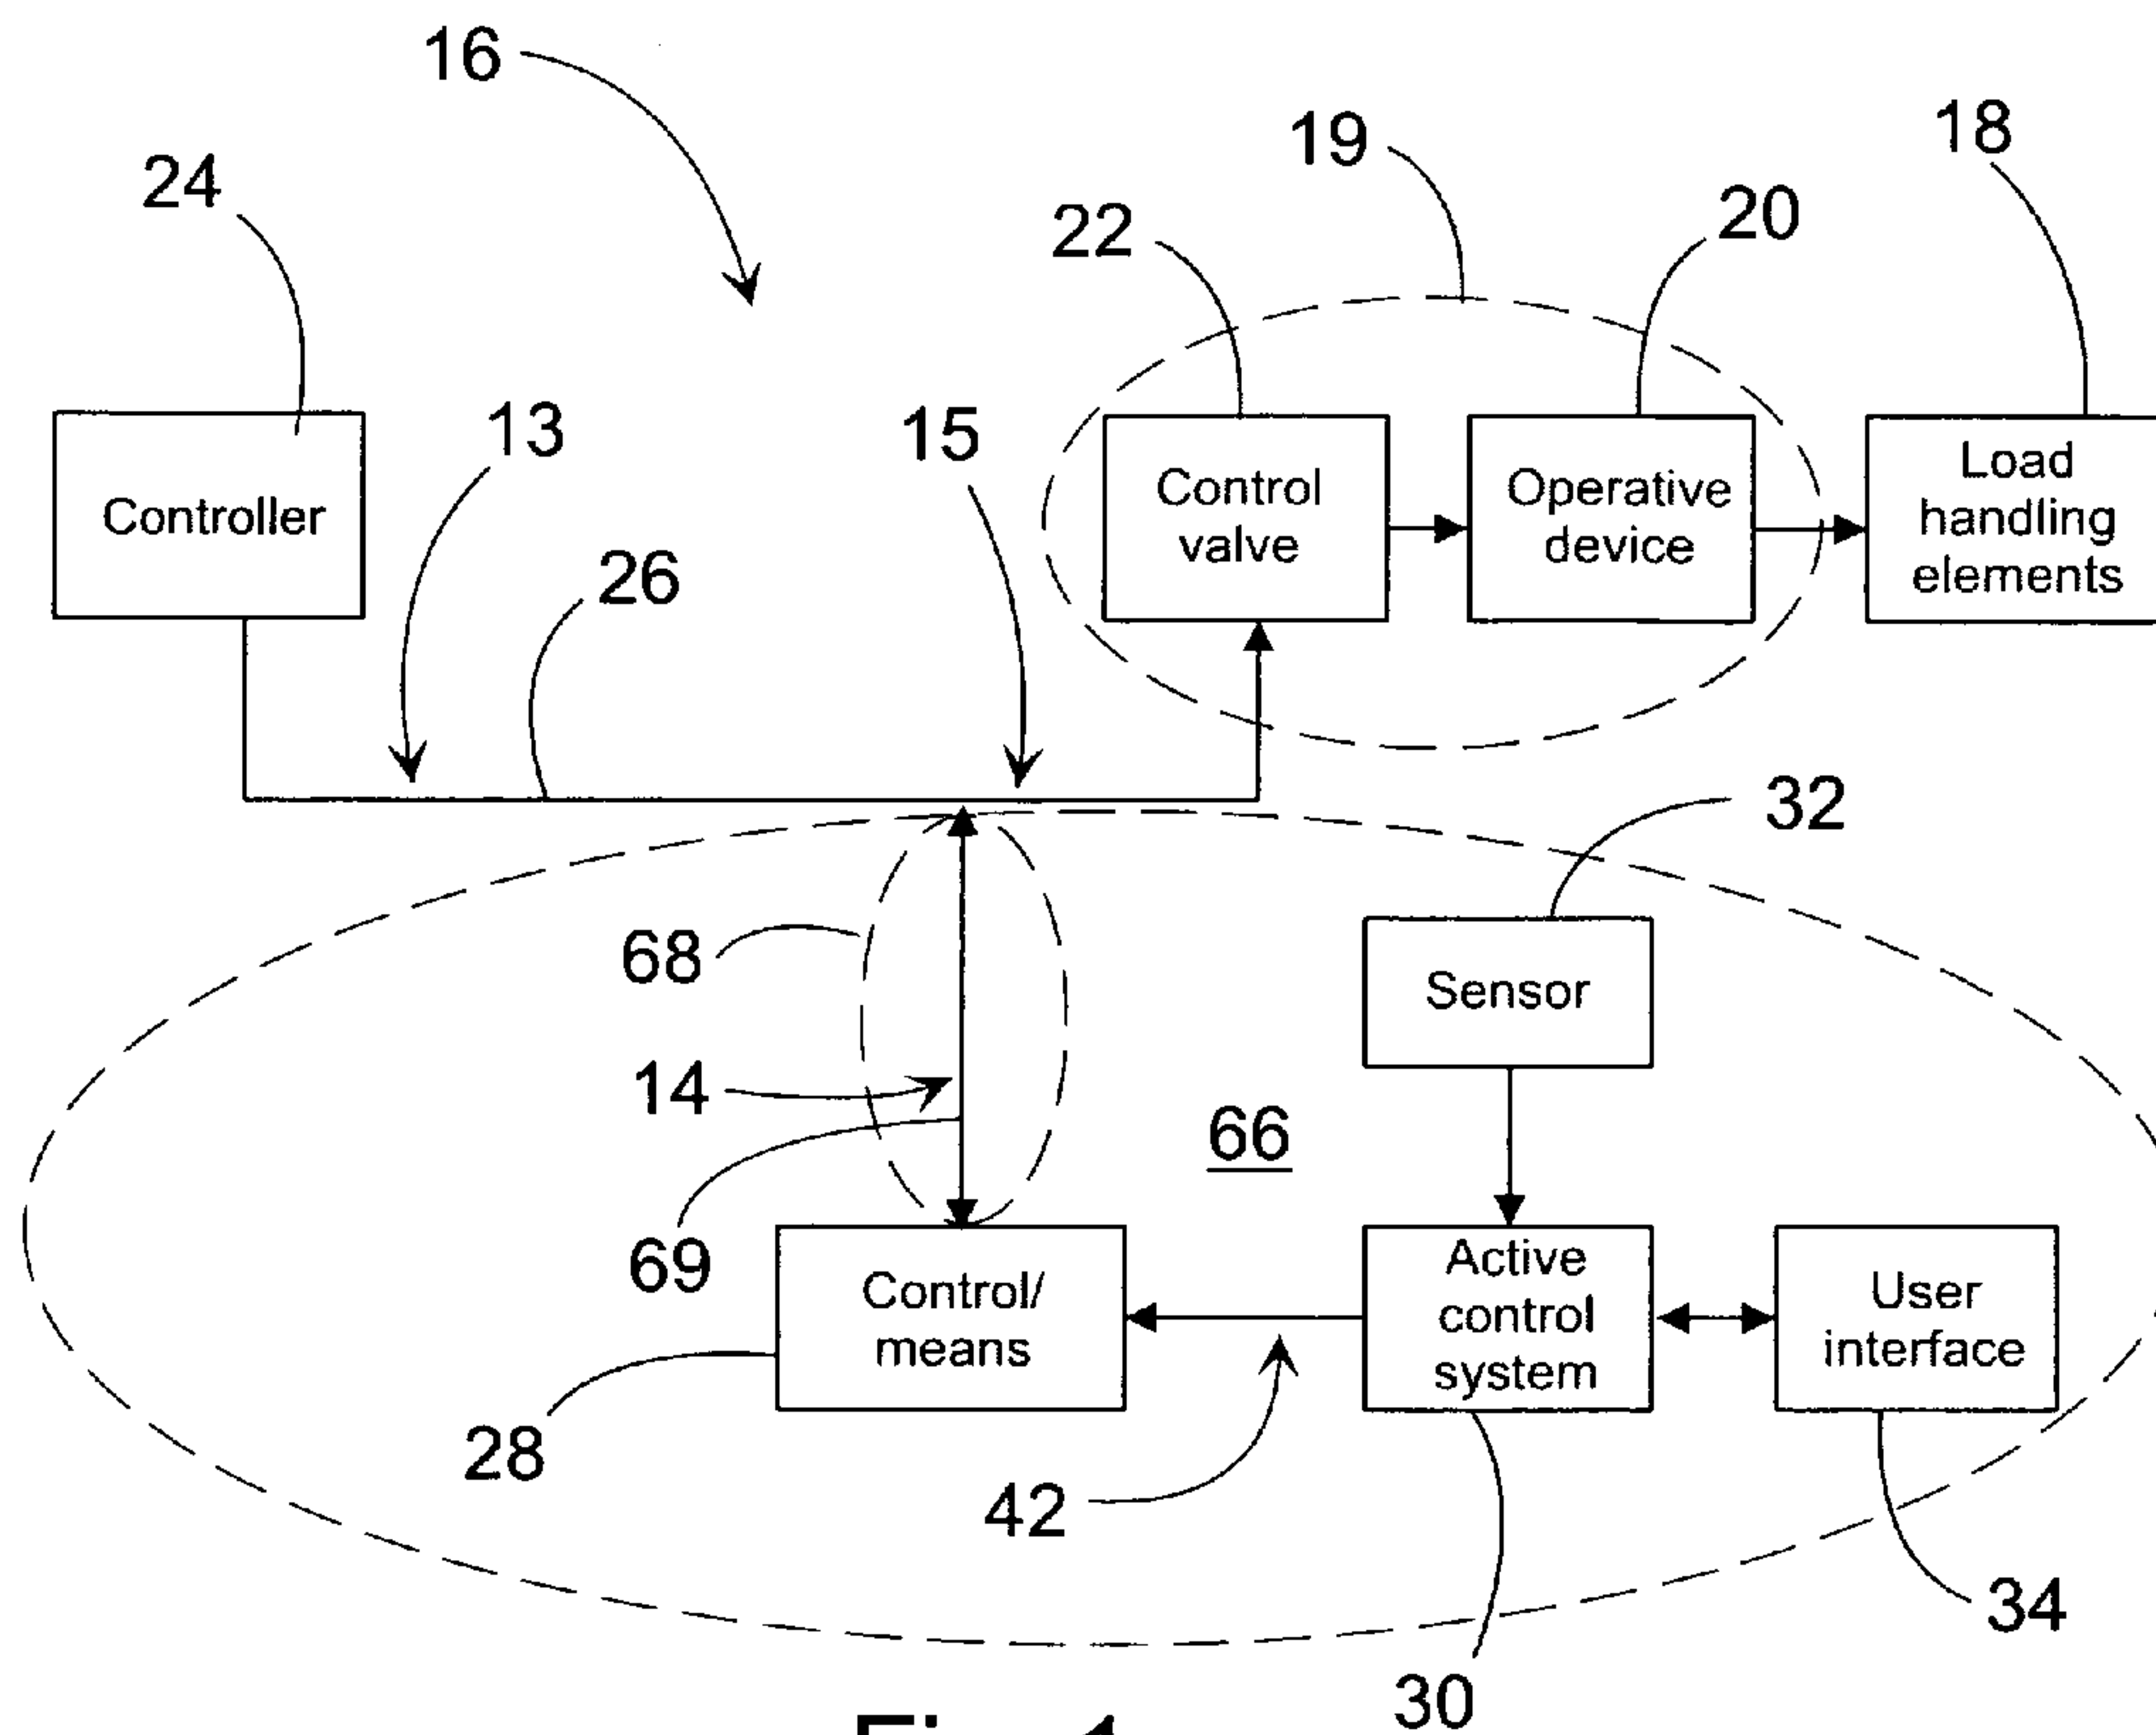 16
24
19
18
22
20
13
15
26
Controller
Control
valve
Operative
device
Load
handling
elements
32
68
Sensor
14
66
69
Control/
means
Active
control
system
User
interface
28
42
34
30